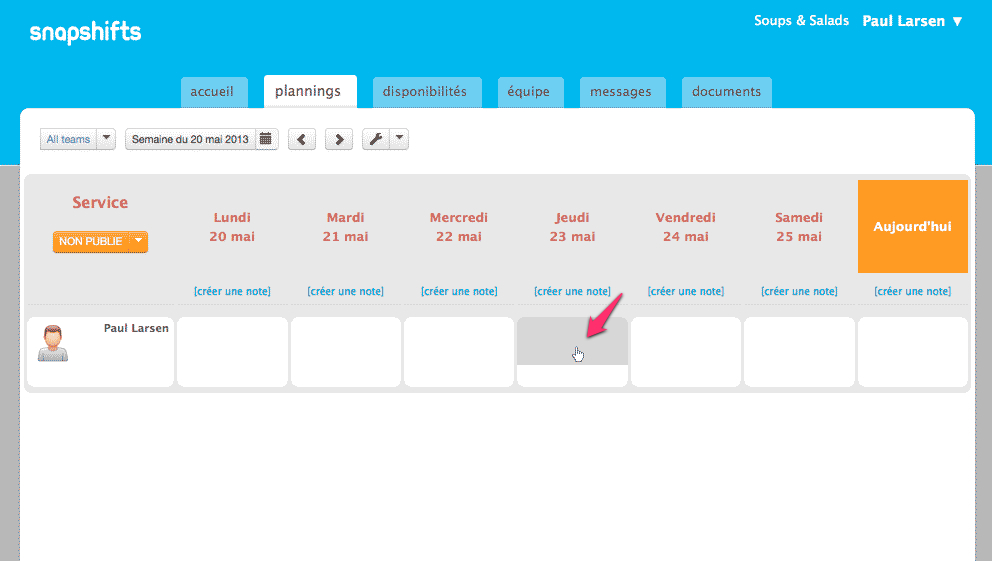 snapshifts
Soups & Salads Paul Larsen ▼
accueil plannings disponibilités équipe messages documents
All teams Semaine du 20 mai 2013
Service
NON PUBLIE
Lundi
20 mai
Mardi
21 mai
Mercredi
22 mai
Jeudi
23 mai
Vendredi
24 mai
Samedi
25 mai
Aujourd'hui
[créer une note] [créer une note] [créer une note] [créer une note] [créer une note] [créer une note] [créer une note]
Paul Larsen